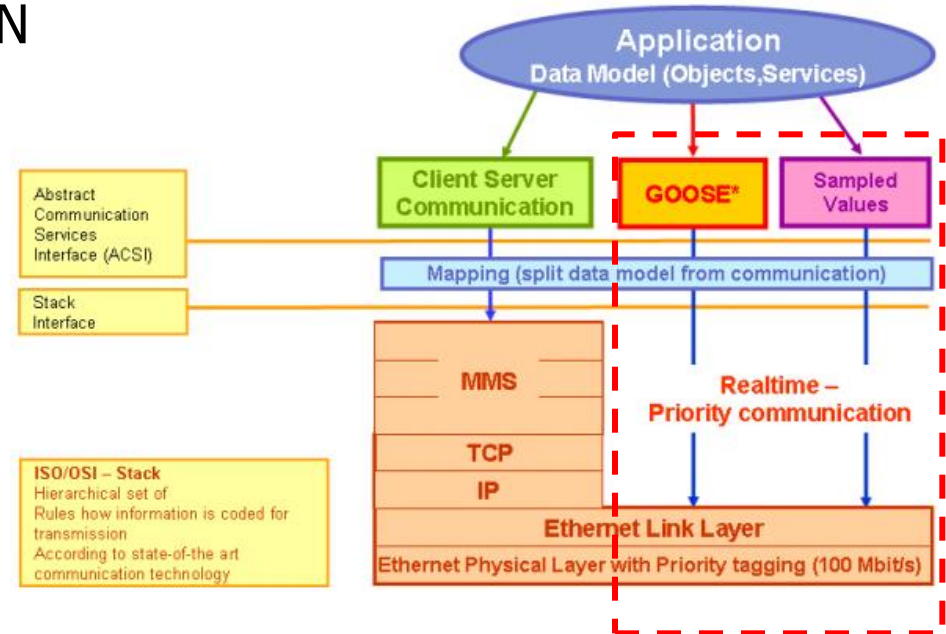 N
Application
Data Model (Objects,Services)
Client Server
Communication
GOOSE*
Sampled
Values
Abstract
Communication
Services
Interface (ACSI)
Mapping (split data model from communication)
Stack
Interface
MMS
Realtime –
Priority communication
TCP
IP
ISO/OSI – Stack
Hierarchical set of
Rules how information is coded for
transmission
According to state-of-the art
communication technology
Ethernet Link Layer
Ethernet Physical Layer with Priority tagging (100 Mbit/s)